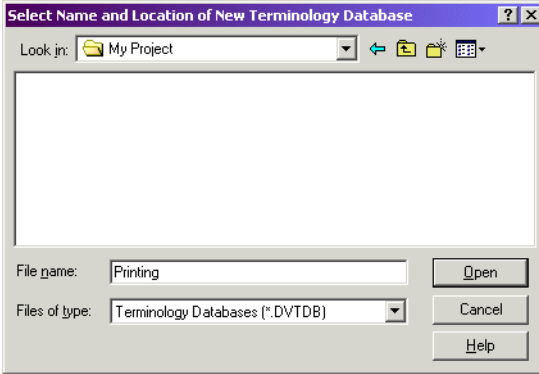 Select Name and Location of New Terminology Database
Look in: My Project
File name: Printing Open
Files of type: Terminology Databases (*.DVTDB) Cancel
Help